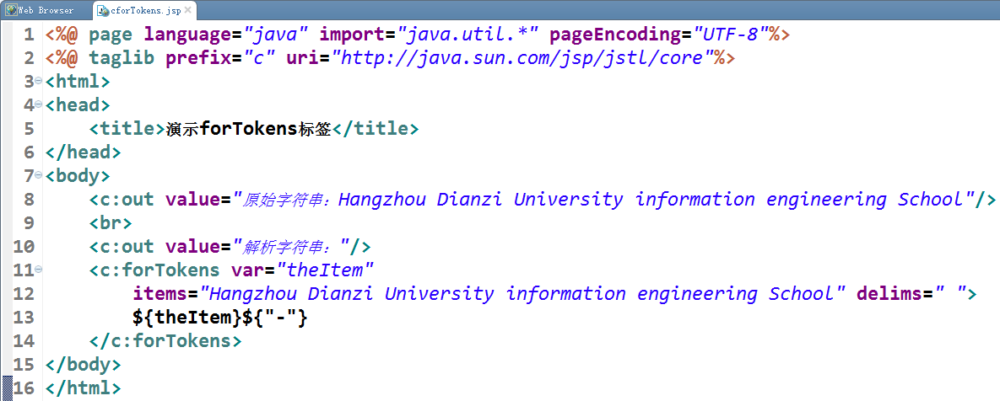 Web Browser cforTokens.jsp
1 <%@ page language="java" import="java.util.*" pageEncoding="UTF-8"%>
2 <%@ taglib prefix="c" uri="http://java.sun.com/jsp/jstl/core"%>
3 <html>
4 <head>
5 <title>演示forTokens标签</title>
6 </head>
7 <body>
8 <c:out value="原始字符串：Hangzhou Dianzi University information engineering School"/>
9 <br>
10 <c:out value="解析字符串："/>
11 <c:forTokens var="theItem"
12 items="Hangzhou Dianzi University information engineering School" delims=" ">
13 ${theItem}${"-"}
14 </c:forTokens>
15 </body>
16 </html>